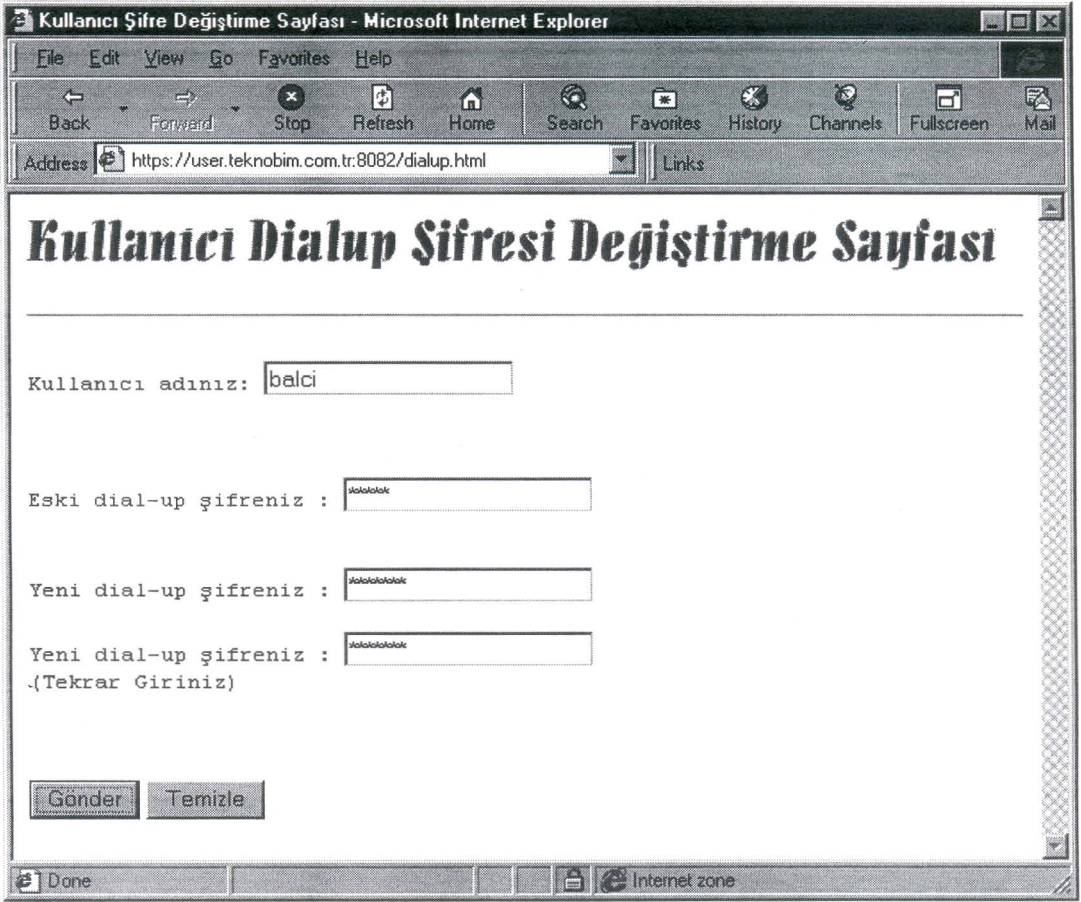 Kullanıcı Şifre Değiştirme Sayfası - Microsoft Internet Explorer
File Edit View Go Favorites Help
Back Forward Stop Refresh Home Search Favorites History Channels Fullscreen Mail
Address https://user.teknobim.com.tr:8082/dialup.html Links
Kullanıcı Dialup Şifresi Değiştirme Sayfası
Kullanıcı adınız: balci
Eski dial-up şifreniz : ******
Yeni dial-up şifreniz : ********
Yeni dial-up şifreniz : ********
(Tekrar Giriniz)
Gönder Temizle
Done Internet zone